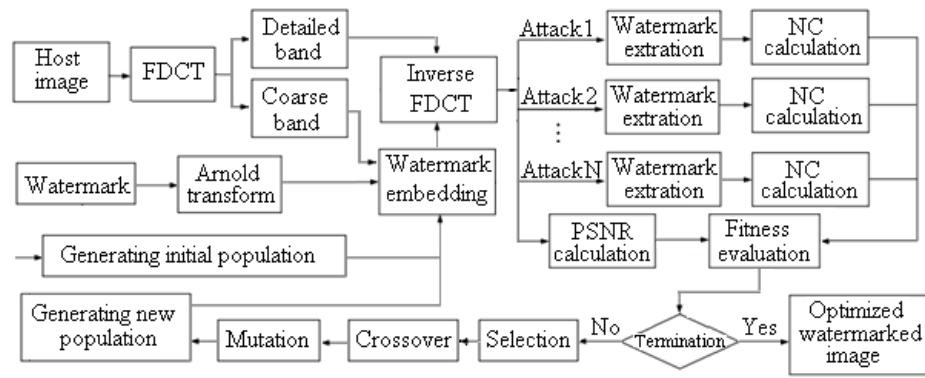 Host
image
FDCT
Detailed
band
Coarse
band
Inverse
FDCT
Attack1
Watermark
extration
NC
calculation
Attack2
Watermark
extration
NC
calculation
AttackN
Watermark
extration
NC
calculation
Watermark
Arnold
transform
Watermark
embedding
PSNR
calculation
Fitness
evaluation
Generating initial population
Generating new
population
Mutation
Crossover
Selection
No
Termination
Yes
Optimized
watermarked
image